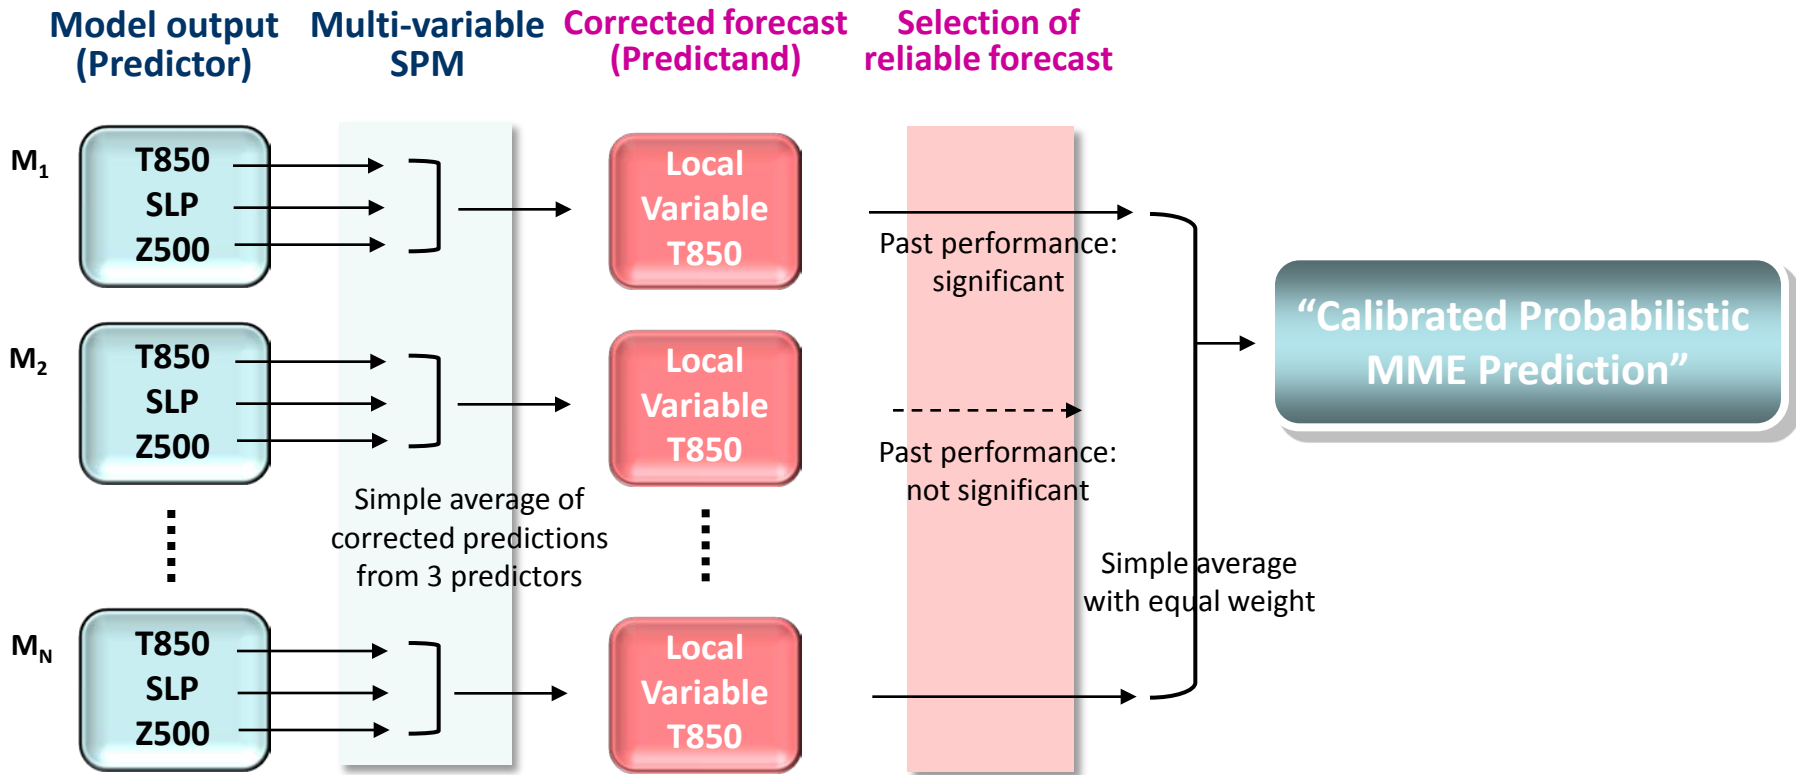 Model output
(Predictor)
Multi-variable
SPM
Corrected forecast
(Predictand)
Selection of
reliable forecast
M1
T850
SLP
Z500
Local
Variable
T850
Past performance:
significant
M2
T850
SLP
Z500
Local
Variable
T850
Past performance:
not significant
“Calibrated Probabilistic
MME Prediction”
Simple average of
corrected predictions
from 3 predictors
Simple average
with equal weight
MN
T850
SLP
Z500
Local
Variable
T850